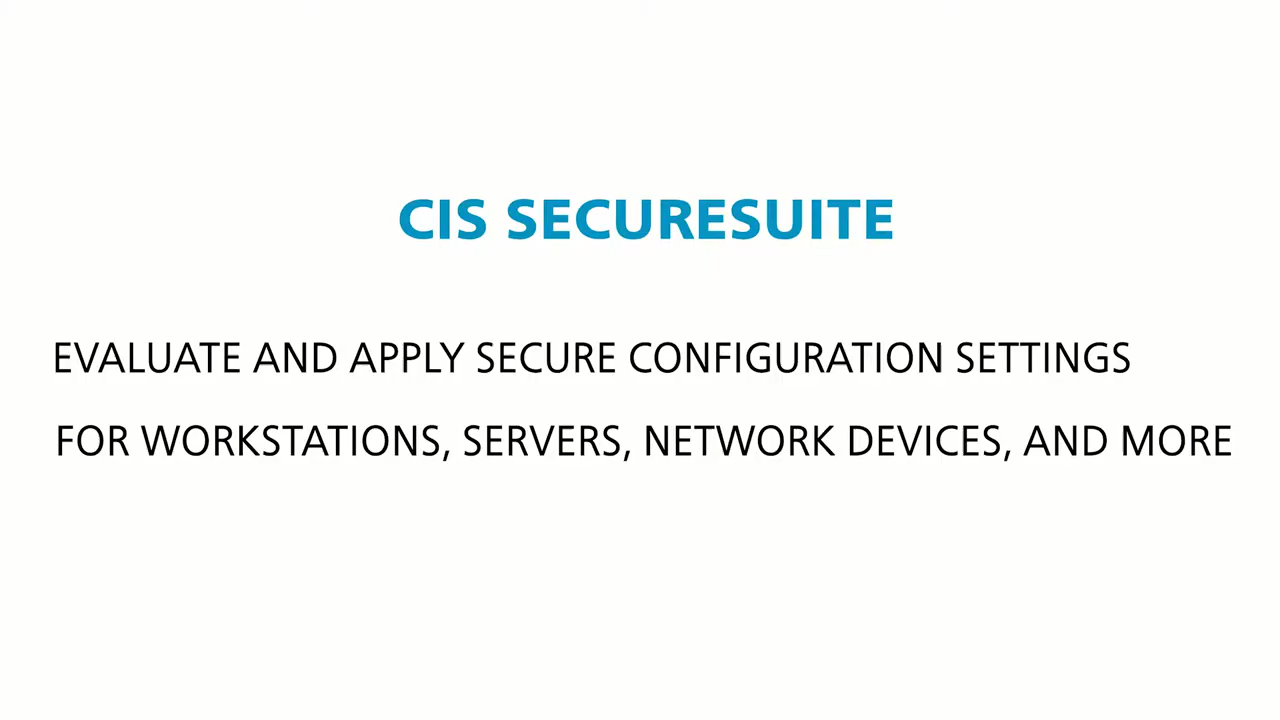 CIS SECURESUITE
EVALUATE AND APPLY SECURE CONFIGURATION SETTINGS
FOR WORKSTATIONS, SERVERS, NETWORK DEVICES, AND MORE